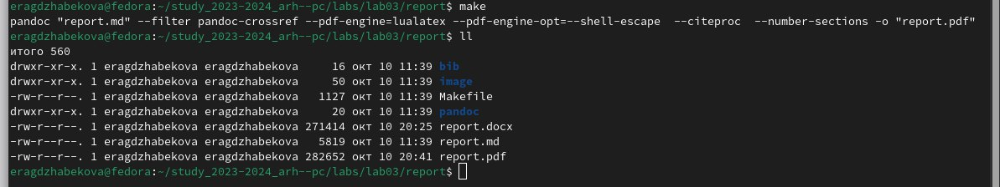 eragdzhabekova@fedora:~/study_2023-2024_arh--pc/labs/lab03/report$ make
pandoc "report.md" --filter pandoc-crossref --pdf-engine=lualatex --pdf-engine-opt=--shell-escape  --citeproc  --number-sections -o "report.pdf"
eragdzhabekova@fedora:~/study_2023-2024_arh--pc/labs/lab03/report$ ll
итого 560
drwxr-xr-x. 1 eragdzhabekova eragdzhabekova     16 окт 10 11:39 bib
drwxr-xr-x. 1 eragdzhabekova eragdzhabekova     50 окт 10 11:39 image
-rw-r--r--. 1 eragdzhabekova eragdzhabekova   1127 окт 10 11:39 Makefile
drwxr-xr-x. 1 eragdzhabekova eragdzhabekova     20 окт 10 11:39 pandoc
-rw-r--r--. 1 eragdzhabekova eragdzhabekova 271414 окт 10 20:25 report.docx
-rw-r--r--. 1 eragdzhabekova eragdzhabekova   5819 окт 10 11:39 report.md
-rw-r--r--. 1 eragdzhabekova eragdzhabekova 282652 окт 10 20:41 report.pdf
eragdzhabekova@fedora:~/study_2023-2024_arh--pc/labs/lab03/report$